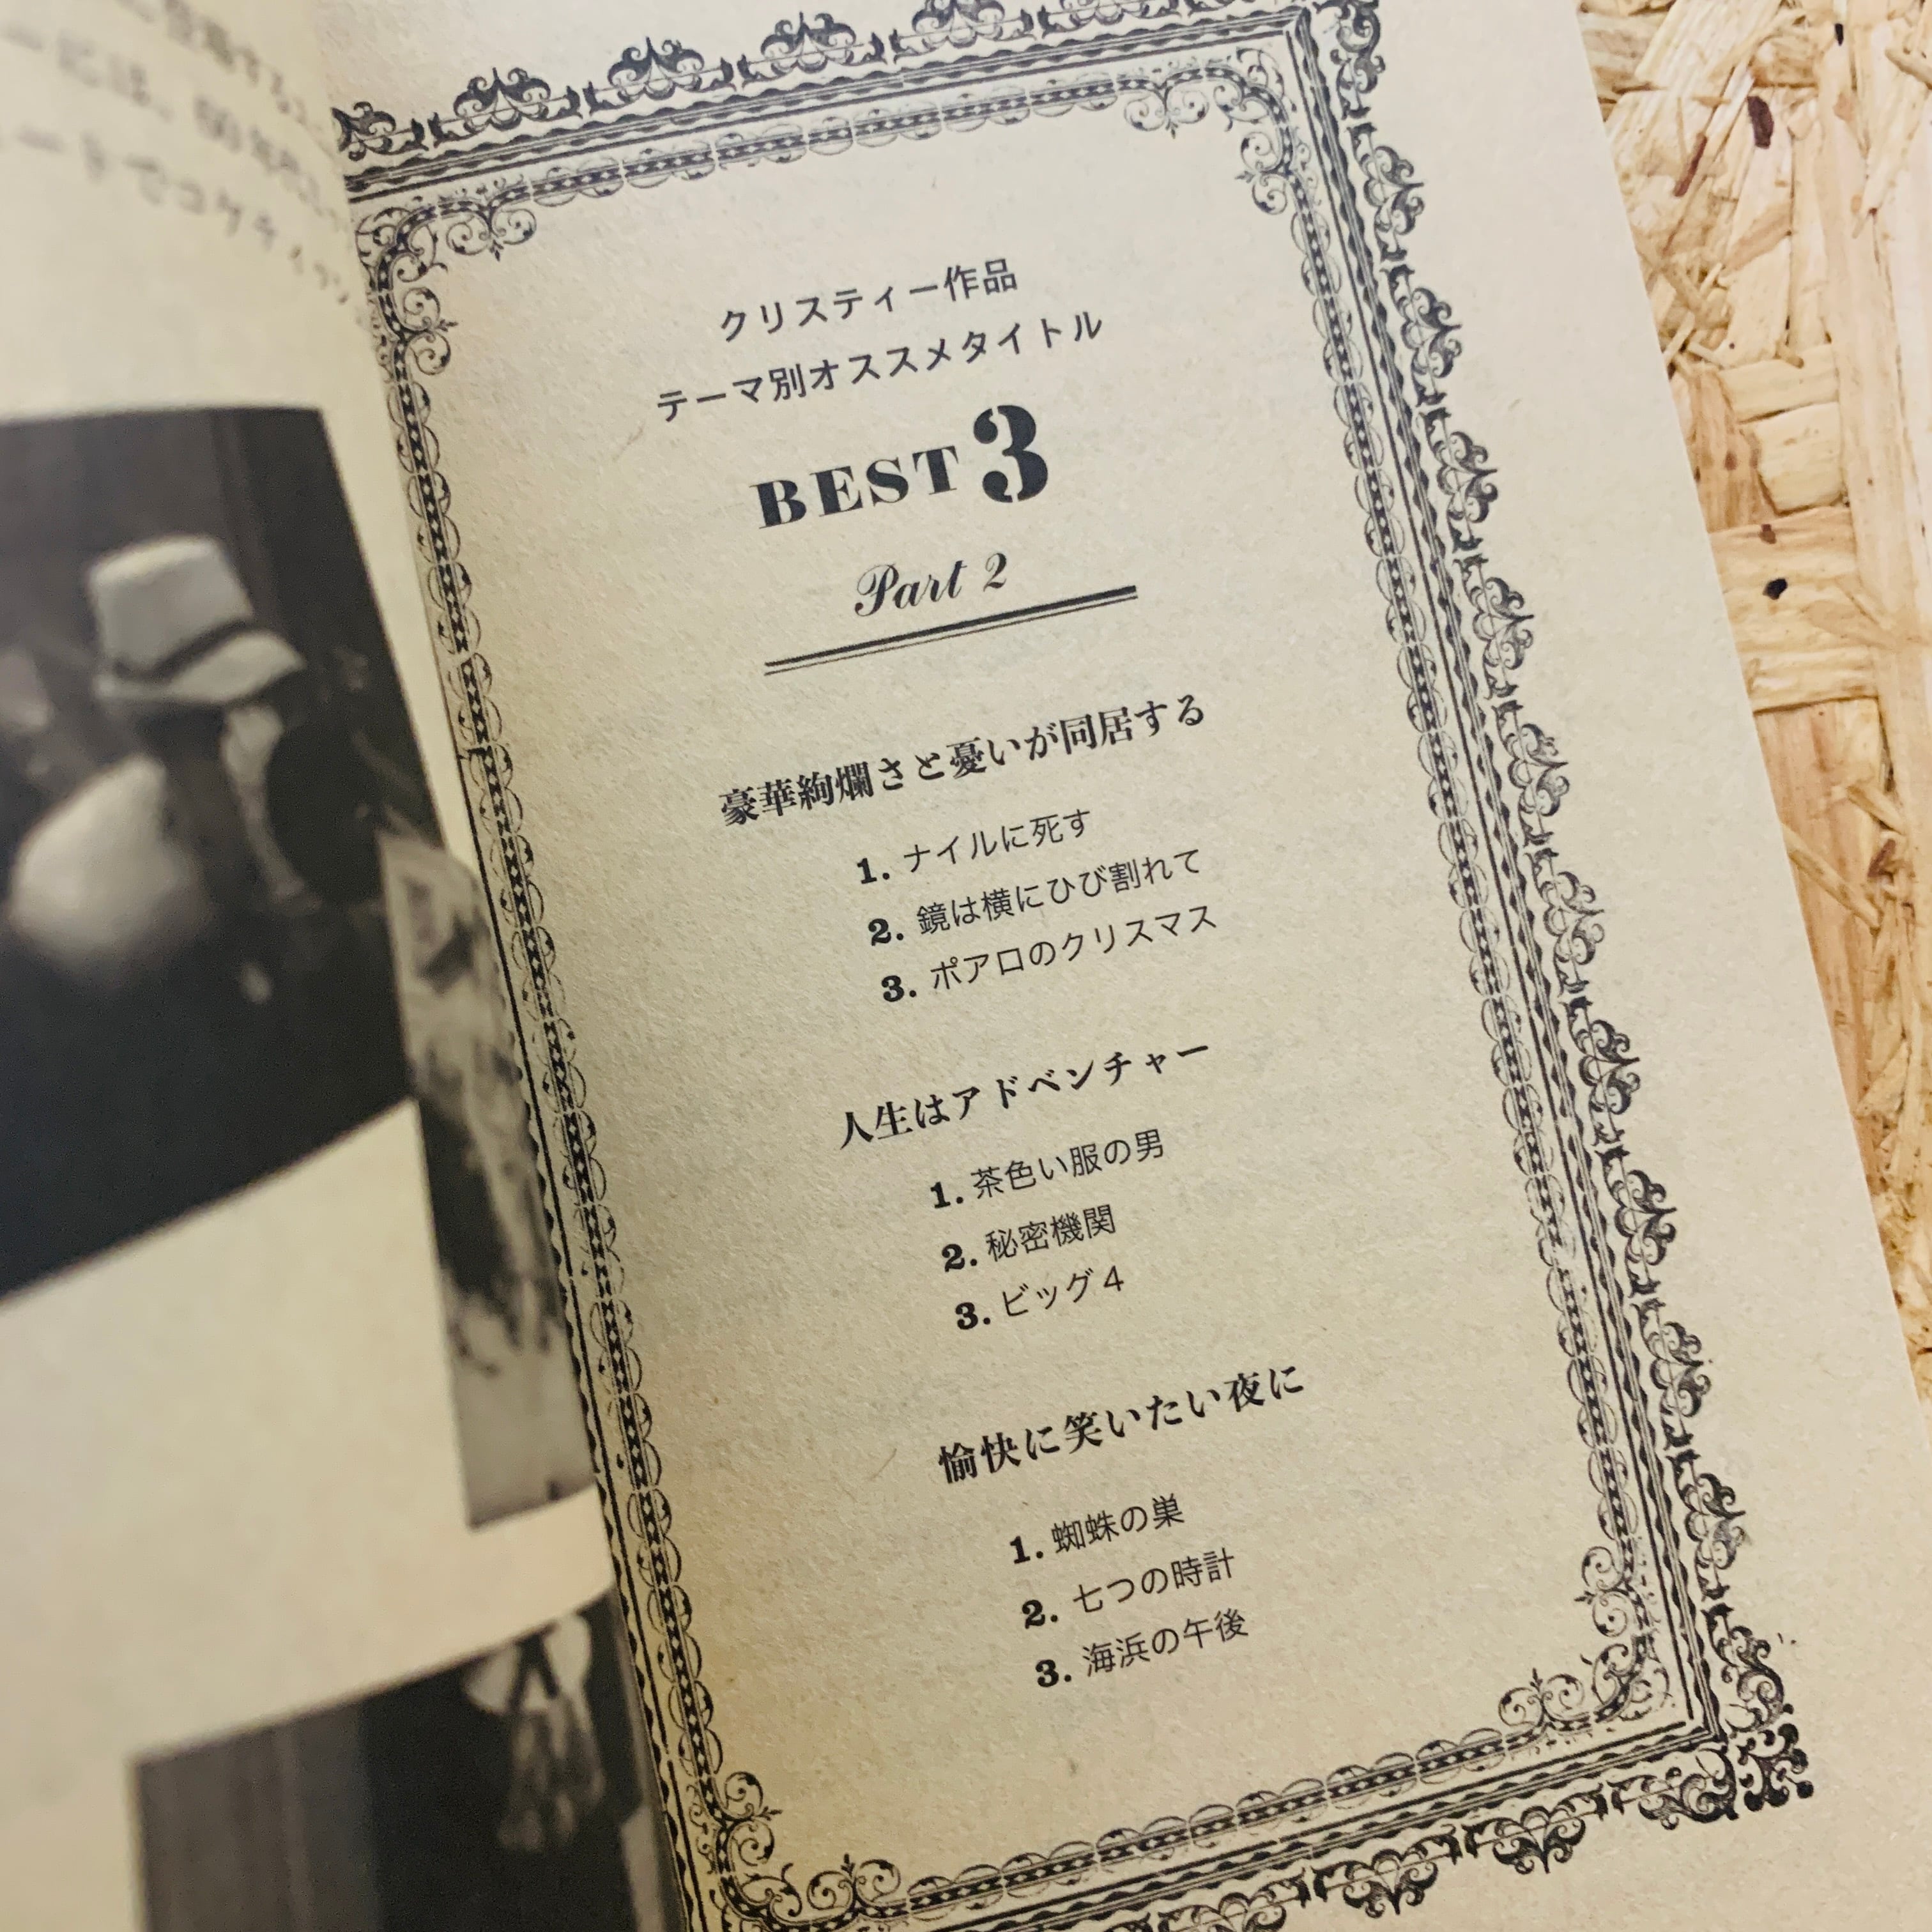 クリスティー作品
テーマ別オススメタイトル
BEST 3
Part 2
豪華絢爛さと憂いが同居する
1. ナイルに死す
2. 鏡は横にひび割れて
3. ポアロのクリスマス
人生はアドベンチャー
1. 茶色い服の男
2. 秘密機関
3. ビッグ4
愉快に笑いたい夜に
1. 蜘蛛の巣
2. 七つの時計
3. 海浜の午後